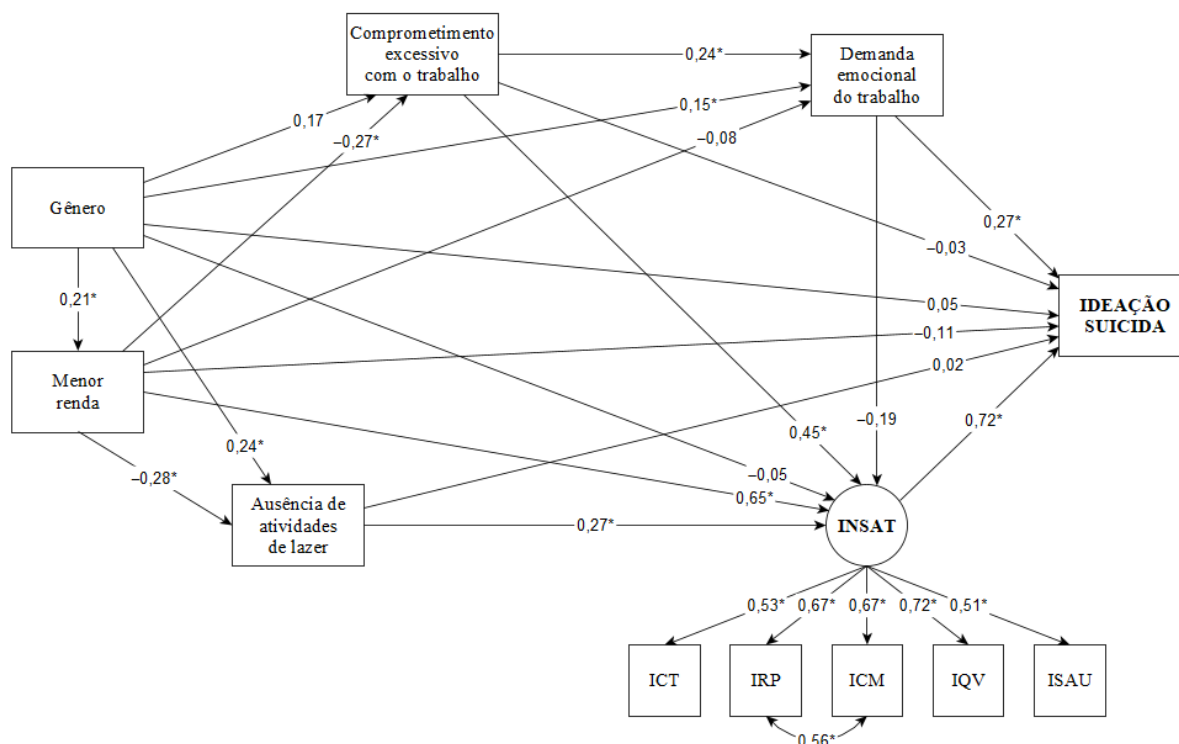 Comprometimento
excessivo
com o trabalho
0,24*
Demanda
emocional
do trabalho
0,17
0,15*
–0,27*
–0,08
Gênero
0,27*
–0,03
0,21*
0,05
IDEAÇÃO
SUICIDA
–0,11
Menor
renda
0,02
–0,19
0,72*
0,24*
0,45*
–0,28*
–0,05
0,65*
Ausência de
atividades
de lazer
0,27*
INSAT
0,53*
0,67*
0,67*
0,72*
0,51*
ICT
IRP
ICM
IQV
ISAU
0,56*